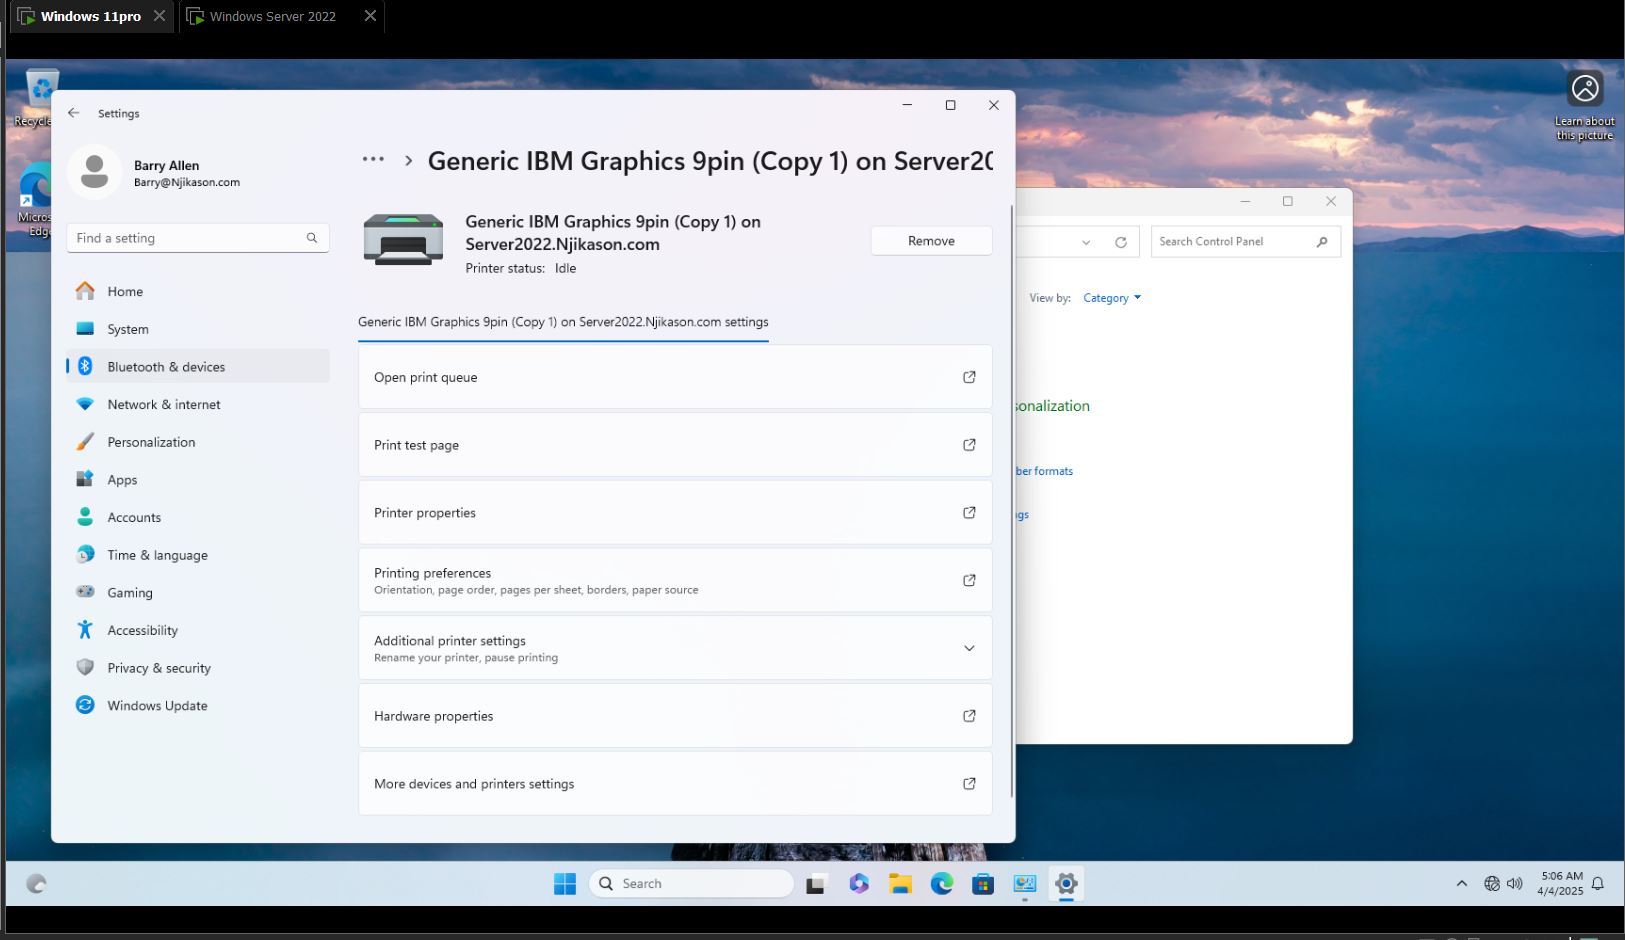 Windows 11pro
Windows Server 2022
Recycle
Micros
Edge
Learn about
this picture
Settings
Barry Allen
Barry@Njikason.com
Find a setting
Home
System
Bluetooth & devices
Network & internet
Personalization
Apps
Accounts
Time & language
Gaming
Accessibility
Privacy & security
Windows Update
Generic IBM Graphics 9pin (Copy 1) on Server20
Generic IBM Graphics 9pin (Copy 1) on
Server2022.Njikason.com
Printer status: Idle
Remove
Generic IBM Graphics 9pin (Copy 1) on Server2022.Njikason.com settings
Open print queue
Print test page
Printer properties
Printing preferences
Orientation, page order, pages per sheet, borders, paper source
Additional printer settings
Rename your printer, pause printing
Hardware properties
More devices and printers settings
Search Control Panel
View by: Category
sonalization
ber formats
gs
Search
5:06 AM
4/4/2025